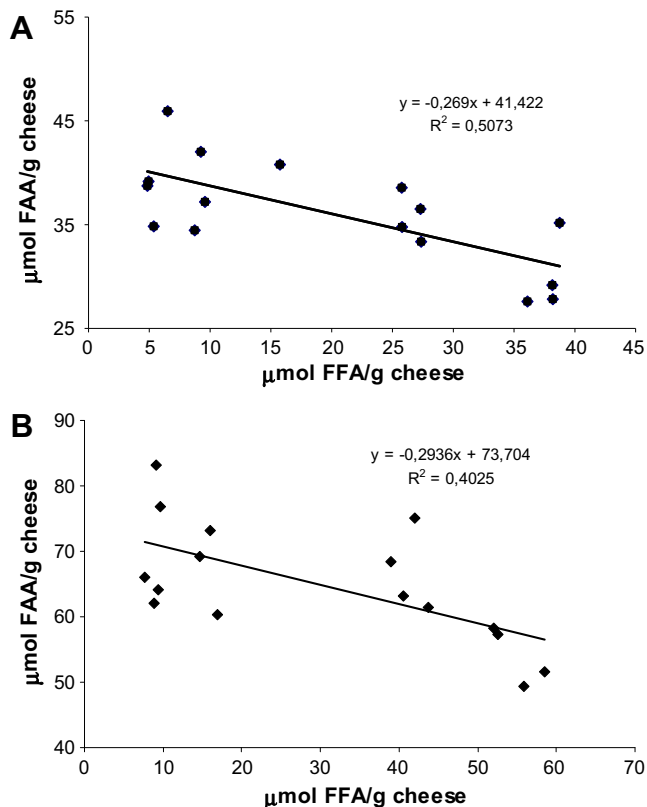 A
55
45
35
25
μmol FAA/g cheese
y = -0,269x + 41,422
R² = 0,5073
0 5 10 15 20 25 30 35 40 45
μmol FFA/g cheese
B
90
80
70
60
50
40
μmol FAA/g cheese
y = -0,2936x + 73,704
R² = 0,4025
0 10 20 30 40 50 60 70
μmol FFA/g cheese